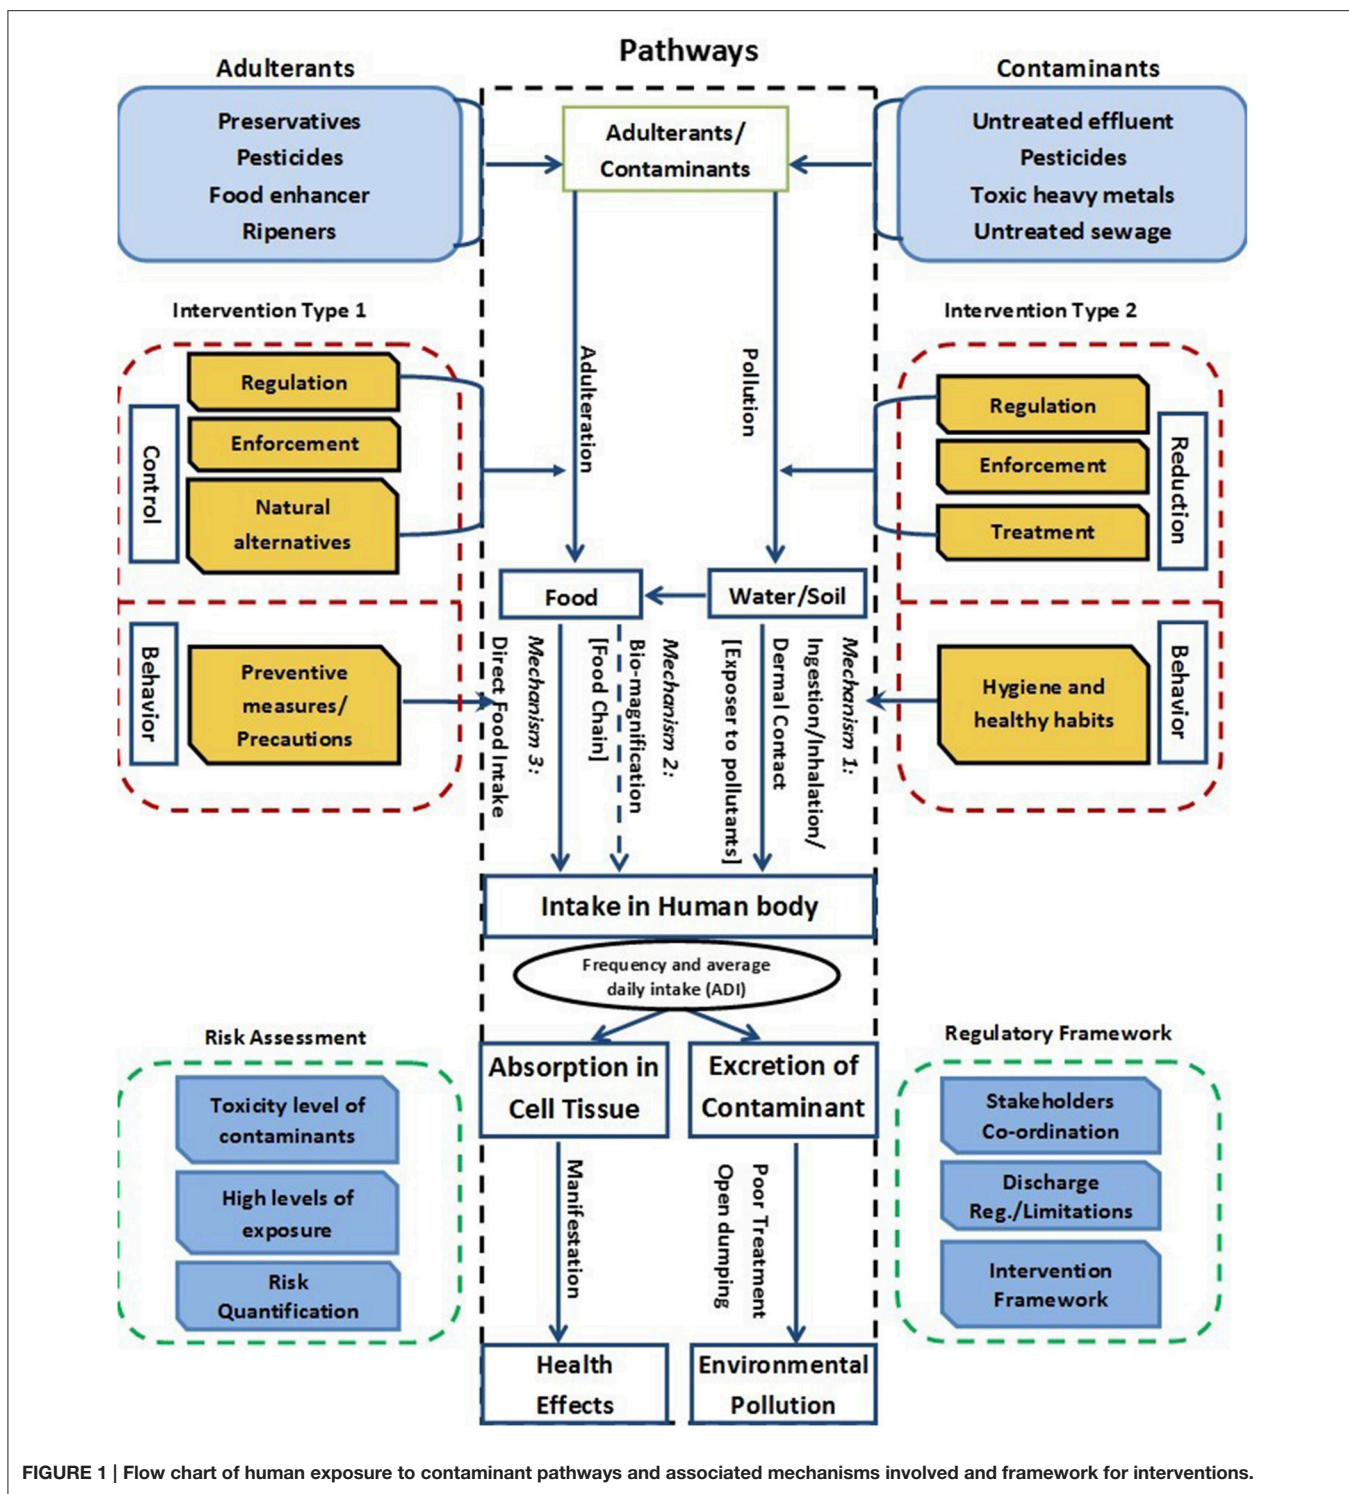 Pathways
Adulterants
Preservatives
Pesticides
Food enhancer
Ripeners
Adulterants/
Contaminants
Contaminants
Untreated effluent
Pesticides
Toxic heavy metals
Untreated sewage
Intervention Type 1
Control
Regulation
Enforcement
Natural
alternatives
Behavior
Preventive
measures/
Precautions
Adulteration
Pollution
Intervention Type 2
Regulation
Enforcement
Treatment
Reduction
Hygiene and
healthy habits
Behavior
Food
Water/Soil
Mechanism 3:
Direct Food Intake
Mechanism 2:
Bio-magnification
[Food Chain]
Mechanism 1:
Ingestion/Inhalation/
Dermal Contact
[Exposer to pollutants]
Intake in Human body
Frequency and average
daily intake (ADI)
Absorption in
Cell Tissue
Excretion of
Contaminant
Manifestation
Poor Treatment
Open dumping
Health
Effects
Environmental
Pollution
Risk Assessment
Toxicity level of
contaminants
High levels of
exposure
Risk
Quantification
Regulatory Framework
Stakeholders
Co-ordination
Discharge
Reg./Limitations
Intervention
Framework
FIGURE 1 | Flow chart of human exposure to contaminant pathways and associated mechanisms involved and framework for interventions.